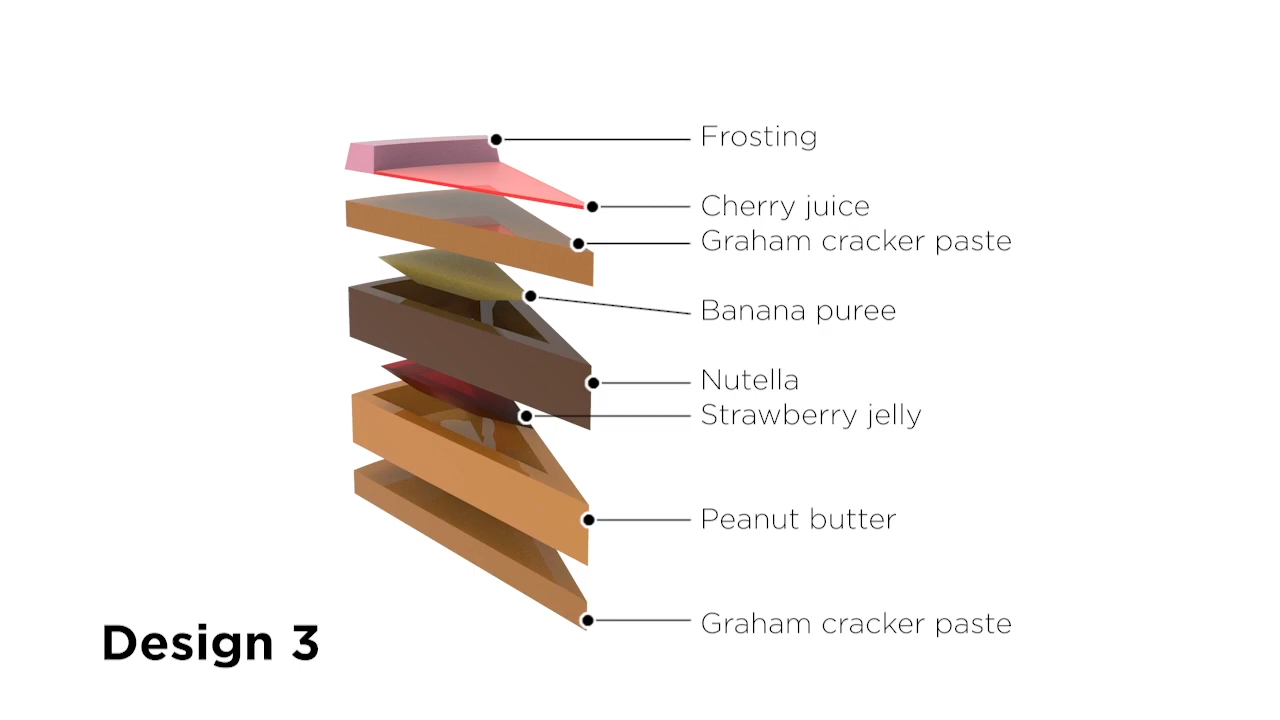 Frosting
Cherry juice
Graham cracker paste
Banana puree
Nutella
Strawberry jelly
Peanut butter
Graham cracker paste
Design 3